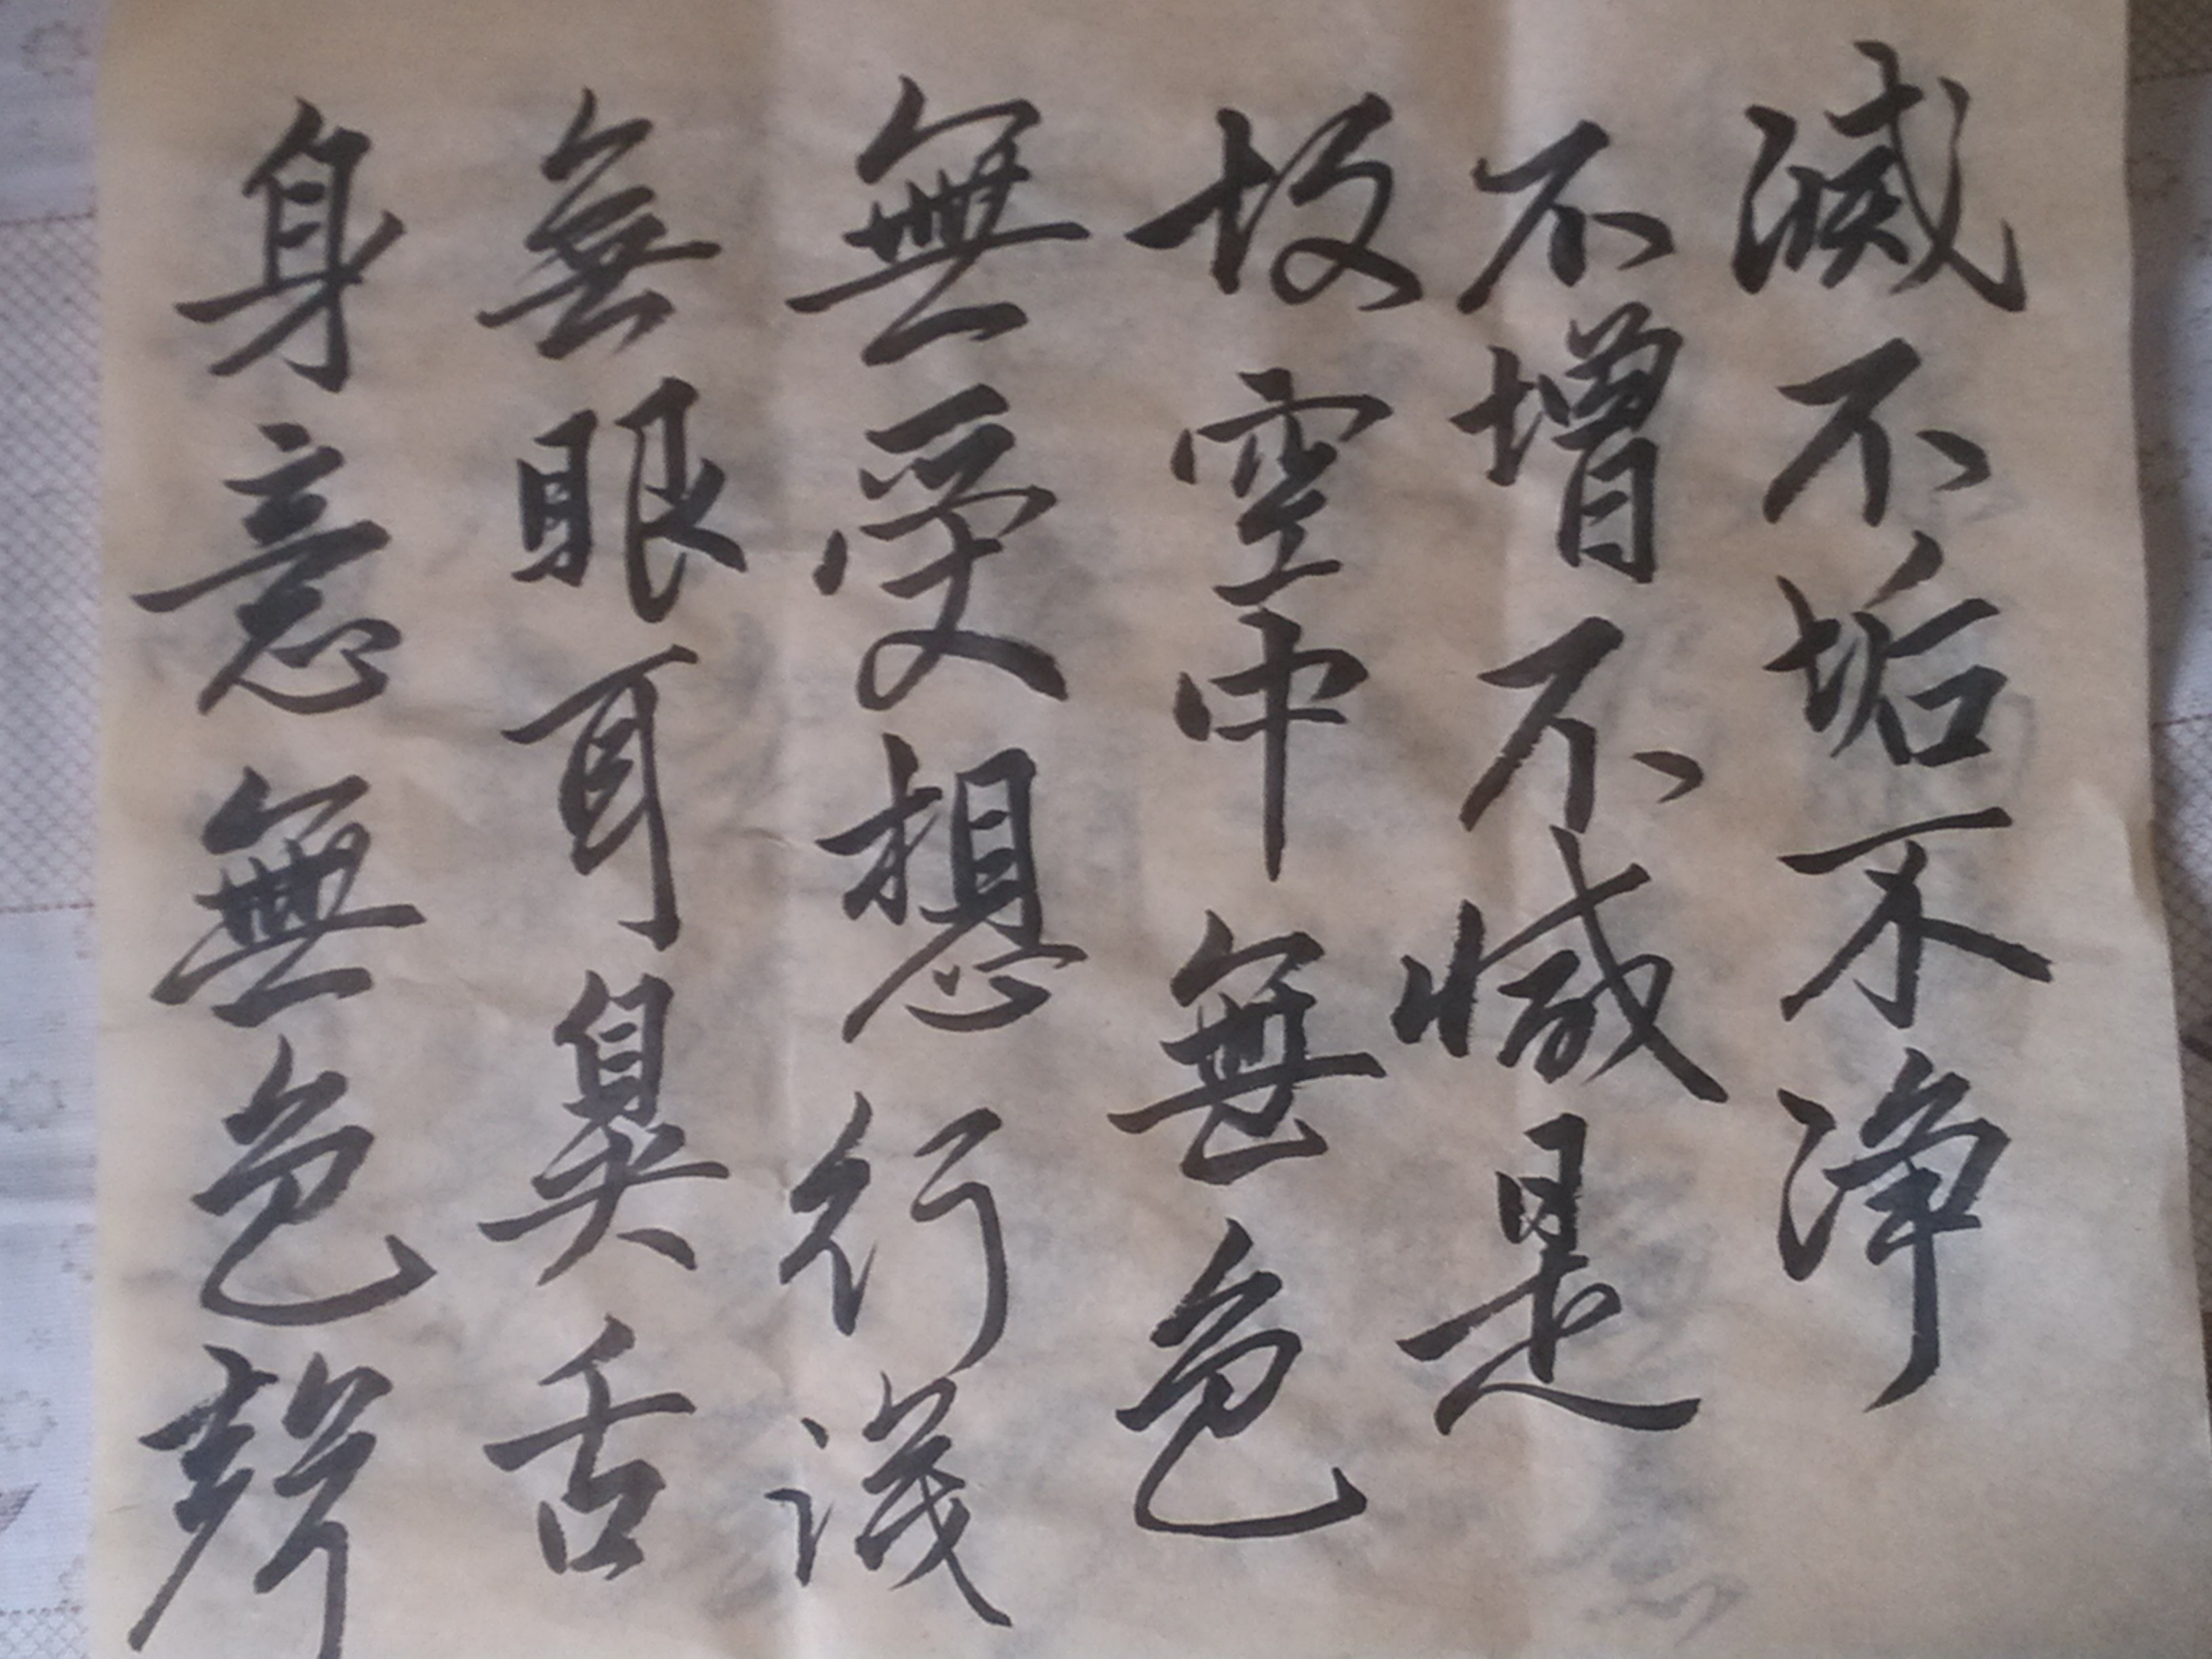 滅不垢不净
不增不減是
故空中無色
無受想行識
無眼耳鼻舌
身意無色聲